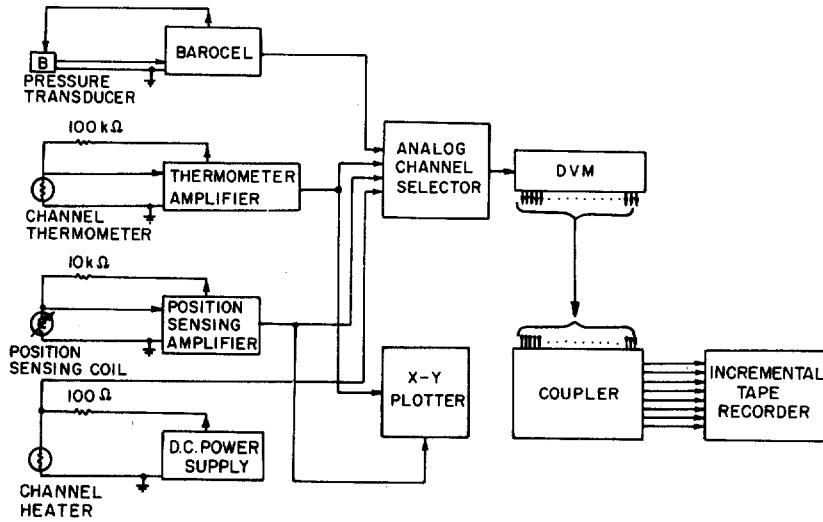 BAROCEL
B
PRESSURE
TRANSDUCER
100 kΩ
THERMOMETER
AMPLIFIER
CHANNEL
THERMOMETER
10 kΩ
POSITION
SENSING
AMPLIFIER
POSITION
SENSING COIL
100 Ω
D.C. POWER
SUPPLY
CHANNEL
HEATER
ANALOG
CHANNEL
SELECTOR
X-Y
PLOTTER
DVM
COUPLER
INCREMENTAL
TAPE
RECORDER